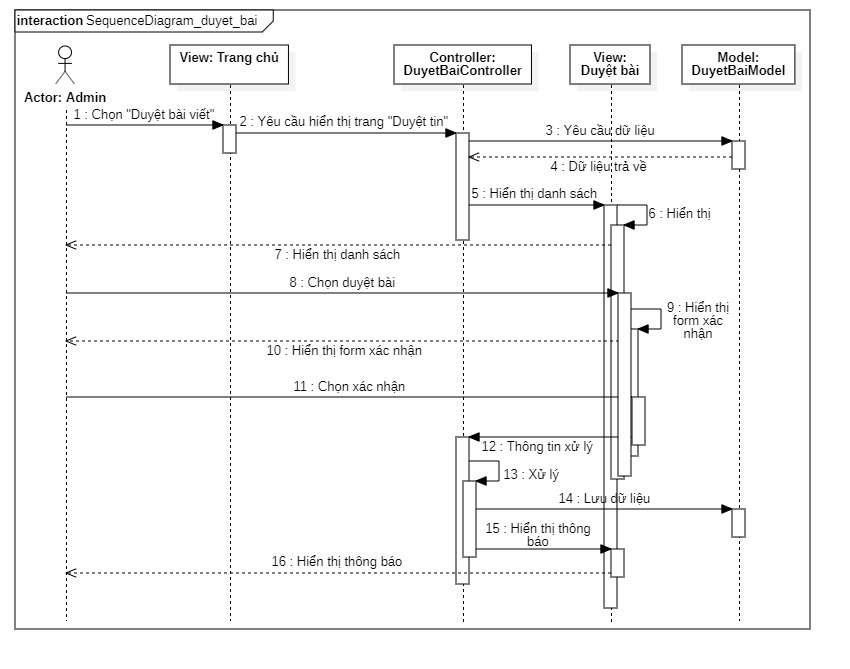 interaction SequenceDiagram_duyet_bai
View: Trang chủ
Controller:
DuyetBaiController
View:
Duyệt bài
Model:
DuyetBaiModel
Actor: Admin
1 : Chọn "Duyệt bài viết"
2 : Yêu cầu hiển thị trang "Duyệt tin"
3 : Yêu cầu dữ liệu
4 : Dữ liệu trả về
5 : Hiển thị danh sách
6 : Hiển thị
7 : Hiển thị danh sách
8 : Chọn duyệt bài
9 : Hiển thị
form xác
nhận
10 : Hiển thị form xác nhận
11 : Chọn xác nhận
12 : Thông tin xử lý
13 : Xử lý
14 : Lưu dữ liệu
15 : Hiển thị thông
báo
16 : Hiển thị thông báo